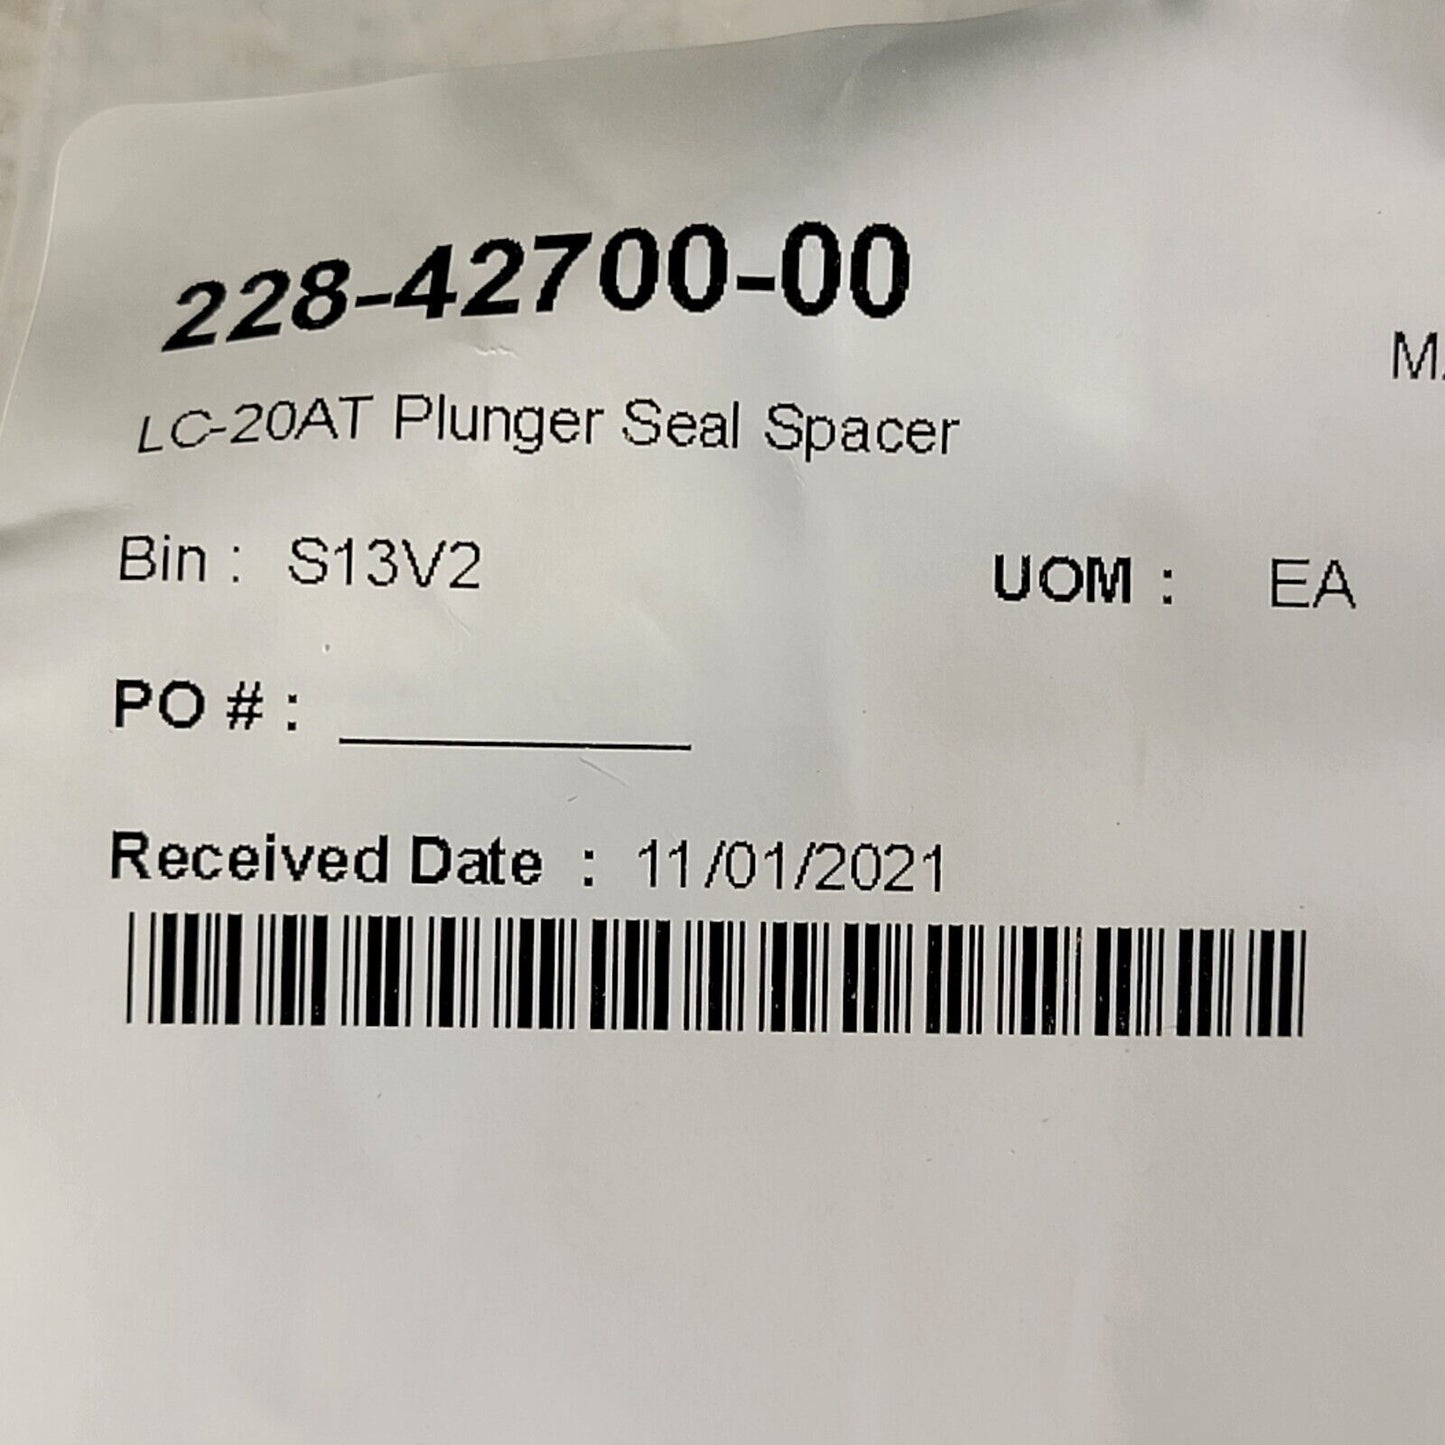 228-42700-00
LC-20AT Plunger Seal Spacer
Bin : S13V2
UOM : EA
PO # :
Received Date : 11/01/2021